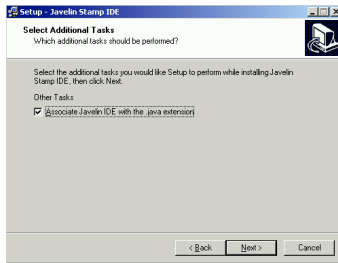 Setup - Javelin Stamp IDE
Select Additional Tasks
Which additional tasks should be performed?
Select the additional tasks you would like Setup to perform while installing Javelin
Stamp IDE, then click Next.
Other Tasks
Associate Javelin IDE with the .java extension
< Back
Next >
Cancel